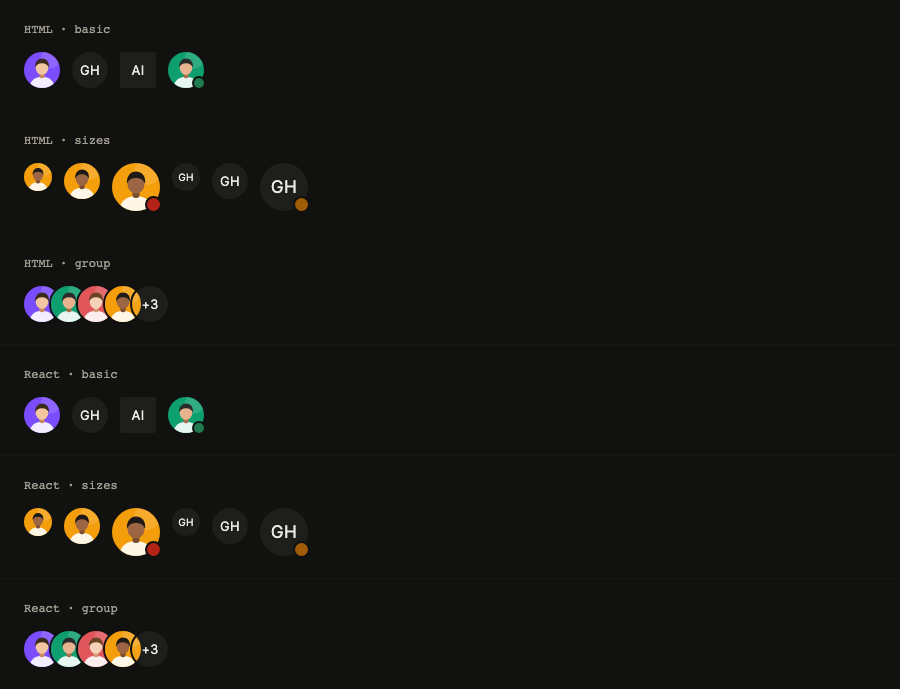 HTML · basic
GH AI
HTML · sizes
GH GH GH
HTML · group
+3
React · basic
GH AI
React · sizes
GH GH GH
React · group
+3